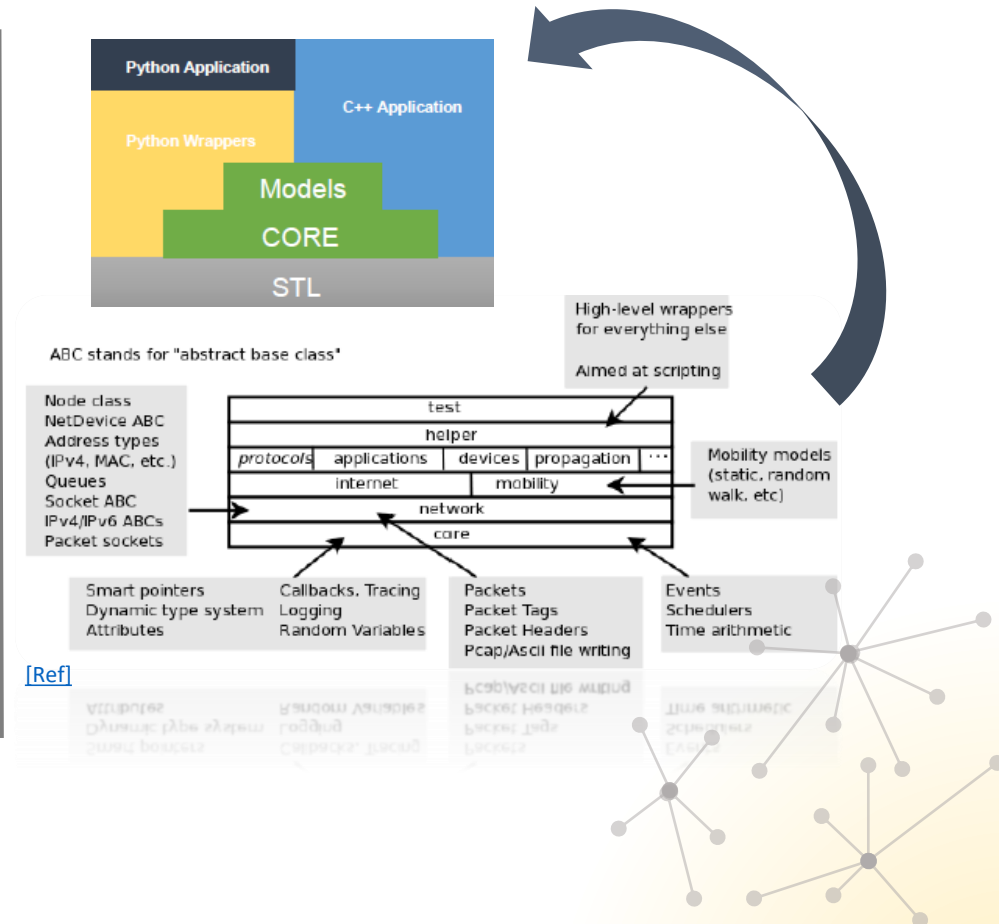 Python Application
C++ Application
Python Wrappers
Models
CORE
STL
High-level wrappers
for everything else
Aimed at scripting
ABC stands for "abstract base class"
Node class
NetDevice ABC
Address types
(IPv4, MAC, etc.)
Queues
Socket ABC
IPv4/IPv6 ABCs
Packet sockets
test
helper
protocols applications devices propagation ...
internet mobility
network
core
Mobility models
(static, random
walk, etc)
Smart pointers
Dynamic type system
Attributes
Callbacks, Tracing
Logging
Random Variables
Packets
Packet Tags
Packet Headers
Pcap/Ascii file writing
Events
Schedulers
Time arithmetic
[Ref]